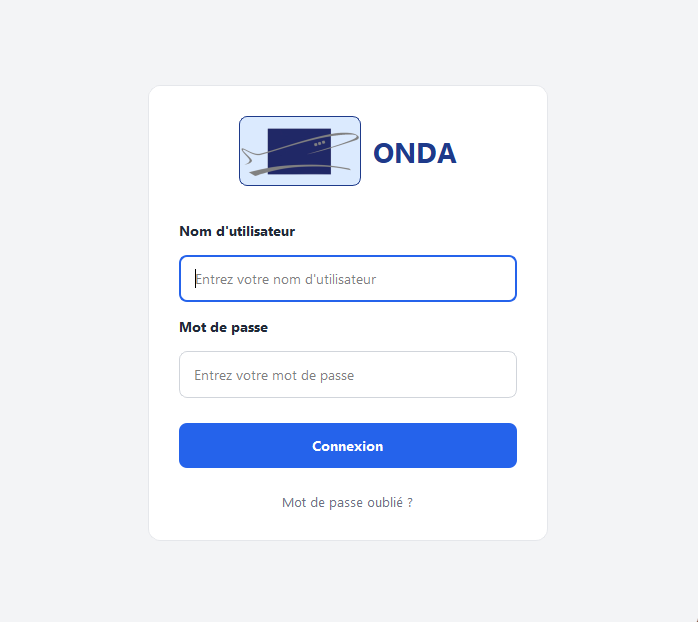 ONDA
Nom d'utilisateur
Entrez votre nom d'utilisateur
Mot de passe
Entrez votre mot de passe
Connexion
Mot de passe oublié ?